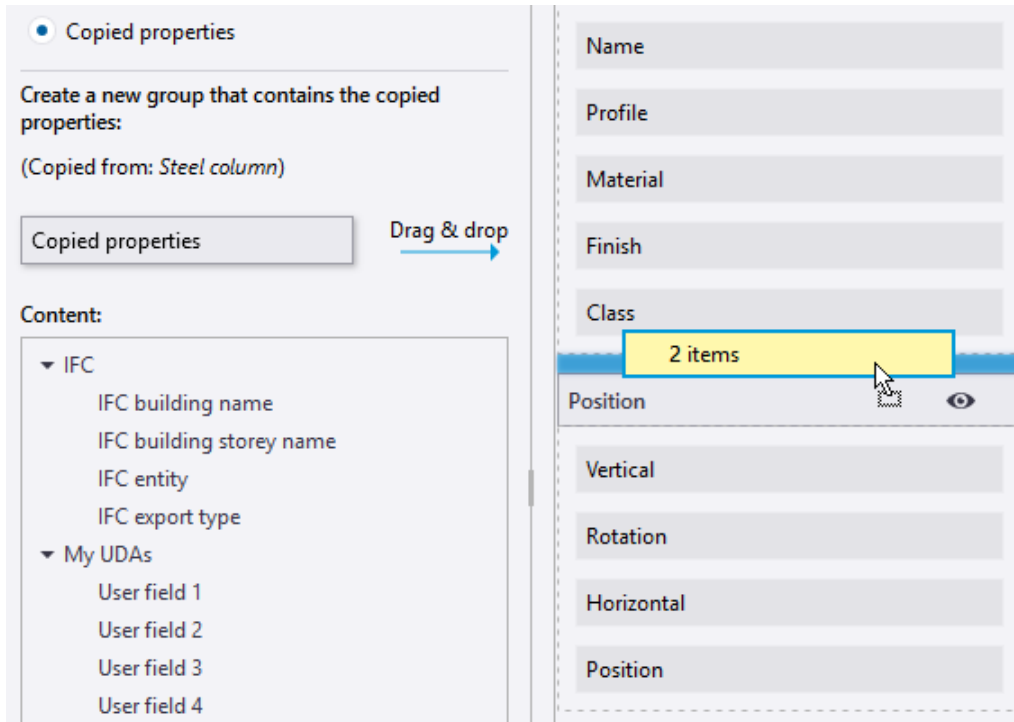 Copied properties
Create a new group that contains the copied
properties:
(Copied from: Steel column)
Copied properties
Drag & drop
Content:
IFC
IFC building name
IFC building storey name
IFC entity
IFC export type
My UDAs
User field 1
User field 2
User field 3
User field 4
Name
Profile
Material
Finish
Class
2 items
Position
Vertical
Rotation
Horizontal
Position